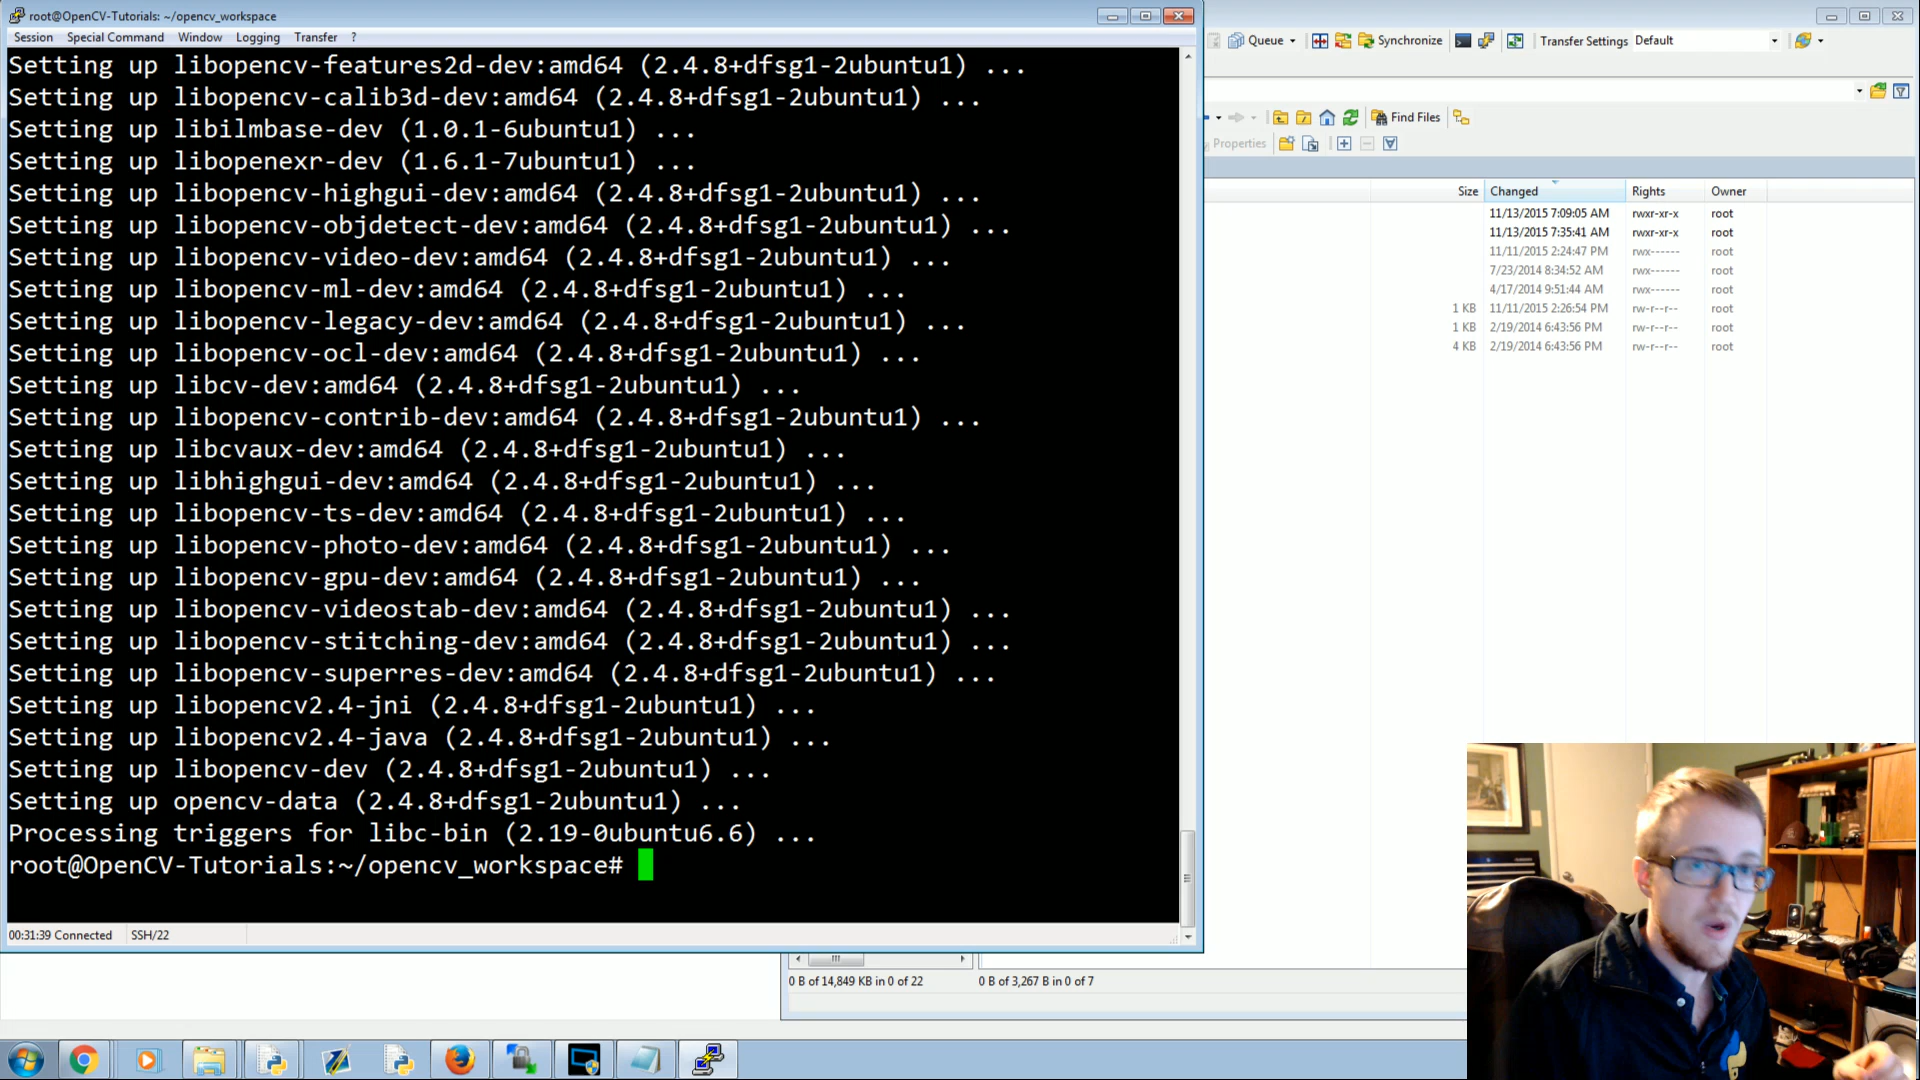 root@OpenCV-Tutorials: ~/opencv_workspace
Session Special Command Window Logging Transfer ?
Setting up libopencv-features2d-dev:amd64 (2.4.8+dfsg1-2ubuntu1) ...
Setting up libopencv-calib3d-dev:amd64 (2.4.8+dfsg1-2ubuntu1) ...
Setting up libilmbase-dev (1.0.1-6ubuntu1) ...
Setting up libopenexr-dev (1.6.1-7ubuntu1) ...
Setting up libopencv-highgui-dev:amd64 (2.4.8+dfsg1-2ubuntu1) ...
Setting up libopencv-objdetect-dev:amd64 (2.4.8+dfsg1-2ubuntu1) ...
Setting up libopencv-video-dev:amd64 (2.4.8+dfsg1-2ubuntu1) ...
Setting up libopencv-ml-dev:amd64 (2.4.8+dfsg1-2ubuntu1) ...
Setting up libopencv-legacy-dev:amd64 (2.4.8+dfsg1-2ubuntu1) ...
Setting up libopencv-ocl-dev:amd64 (2.4.8+dfsg1-2ubuntu1) ...
Setting up libcv-dev:amd64 (2.4.8+dfsg1-2ubuntu1) ...
Setting up libopencv-contrib-dev:amd64 (2.4.8+dfsg1-2ubuntu1) ...
Setting up libcvaux-dev:amd64 (2.4.8+dfsg1-2ubuntu1) ...
Setting up libhighgui-dev:amd64 (2.4.8+dfsg1-2ubuntu1) ...
Setting up libopencv-ts-dev:amd64 (2.4.8+dfsg1-2ubuntu1) ...
Setting up libopencv-photo-dev:amd64 (2.4.8+dfsg1-2ubuntu1) ...
Setting up libopencv-gpu-dev:amd64 (2.4.8+dfsg1-2ubuntu1) ...
Setting up libopencv-videostab-dev:amd64 (2.4.8+dfsg1-2ubuntu1) ...
Setting up libopencv-stitching-dev:amd64 (2.4.8+dfsg1-2ubuntu1) ...
Setting up libopencv-superres-dev:amd64 (2.4.8+dfsg1-2ubuntu1) ...
Setting up libopencv2.4-jni (2.4.8+dfsg1-2ubuntu1) ...
Setting up libopencv2.4-java (2.4.8+dfsg1-2ubuntu1) ...
Setting up libopencv-dev (2.4.8+dfsg1-2ubuntu1) ...
Setting up opencv-data (2.4.8+dfsg1-2ubuntu1) ...
Processing triggers for libc-bin (2.19-0ubuntu6.6) ...
root@OpenCV-Tutorials:~/opencv_workspace#
00:31:39 Connected SSH/22
Queue Synchronize Transfer Settings Default
Find Files
Properties
Size Changed Rights Owner
11/13/2015 7:09:05 AM rwxr-xr-x root
11/13/2015 7:35:41 AM rwxr-xr-x root
11/11/2015 2:24:47 PM rwx------ root
7/23/2014 8:34:52 AM rwx------ root
4/17/2014 9:51:44 AM rwx------ root
1 KB 11/11/2015 2:26:54 PM rw-r--r-- root
1 KB 2/19/2014 6:43:56 PM rw-r--r-- root
4 KB 2/19/2014 6:43:56 PM rw-r--r-- root
0 B of 14,849 KB in 0 of 22 0 B of 3,267 B in 0 of 7